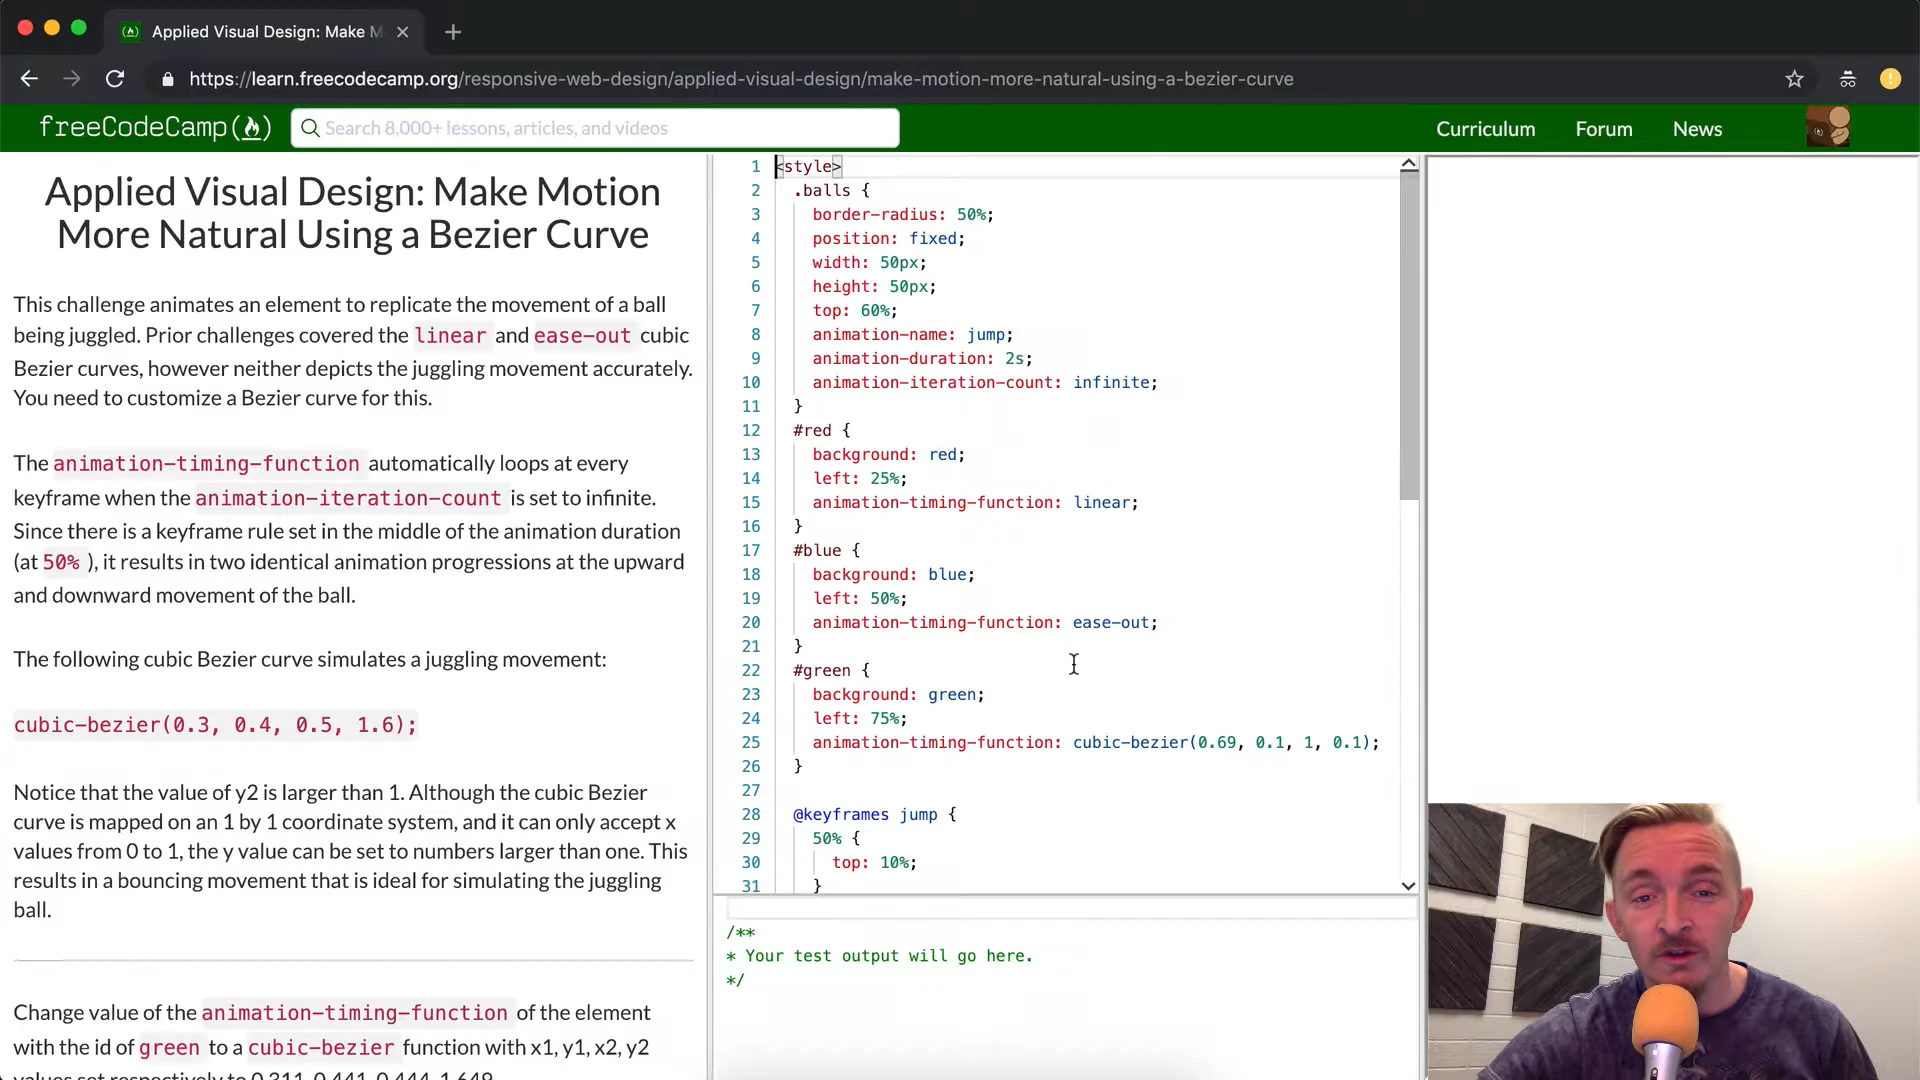 Applied Visual Design: Make M
https://learn.freecodecamp.org/responsive-web-design/applied-visual-design/make-motion-more-natural-using-a-bezier-curve
freeCodeCamp
Search 8,000+ lessons, articles, and videos
Curriculum
Forum
News
Applied Visual Design: Make Motion
More Natural Using a Bezier Curve
This challenge animates an element to replicate the movement of a ball
being juggled. Prior challenges covered the linear and ease-out cubic
Bezier curves, however neither depicts the juggling movement accurately.
You need to customize a Bezier curve for this.
The animation-timing-function automatically loops at every
keyframe when the animation-iteration-count is set to infinite.
Since there is a keyframe rule set in the middle of the animation duration
(at 50% ), it results in two identical animation progressions at the upward
and downward movement of the ball.
The following cubic Bezier curve simulates a juggling movement:
cubic-bezier(0.3, 0.4, 0.5, 1.6);
Notice that the value of y2 is larger than 1. Although the cubic Bezier
curve is mapped on an 1 by 1 coordinate system, and it can only accept x
values from 0 to 1, the y value can be set to numbers larger than one. This
results in a bouncing movement that is ideal for simulating the juggling
ball.
Change value of the animation-timing-function of the element
with the id of green to a cubic-bezier function with x1, y1, x2, y2
values set respectively to 0.311, 0.441, 0.444, 1.649
1 <style>
2 .balls {
3 border-radius: 50%;
4 position: fixed;
5 width: 50px;
6 height: 50px;
7 top: 60%;
8 animation-name: jump;
9 animation-duration: 2s;
10 animation-iteration-count: infinite;
11 }
12 #red {
13 background: red;
14 left: 25%;
15 animation-timing-function: linear;
16 }
17 #blue {
18 background: blue;
19 left: 50%;
20 animation-timing-function: ease-out;
21 }
22 #green {
23 background: green;
24 left: 75%;
25 animation-timing-function: cubic-bezier(0.69, 0.1, 1, 0.1);
26 }
27
28 @keyframes jump {
29 50% {
30 top: 10%;
31 }
/**
* Your test output will go here.
*/